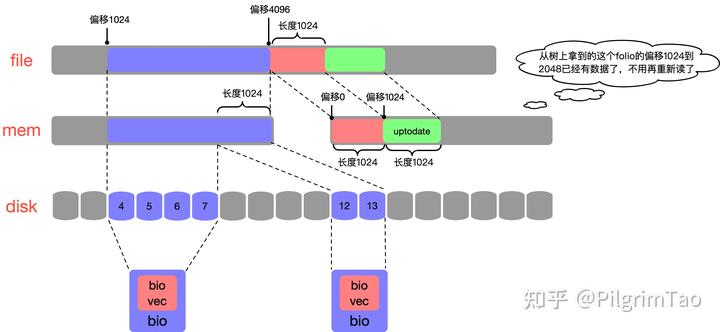 偏移1024
偏移4096
长度1024
file
从树上拿到的这个folio的偏移1024到
2048已经有数据了，不用再重新读了
长度1024
偏移0
偏移1024
mem
uptodate
长度1024
长度1024
disk
4
5
6
7
12
13
bio
vec
bio
bio
vec
bio
知乎 @PilgrimTao